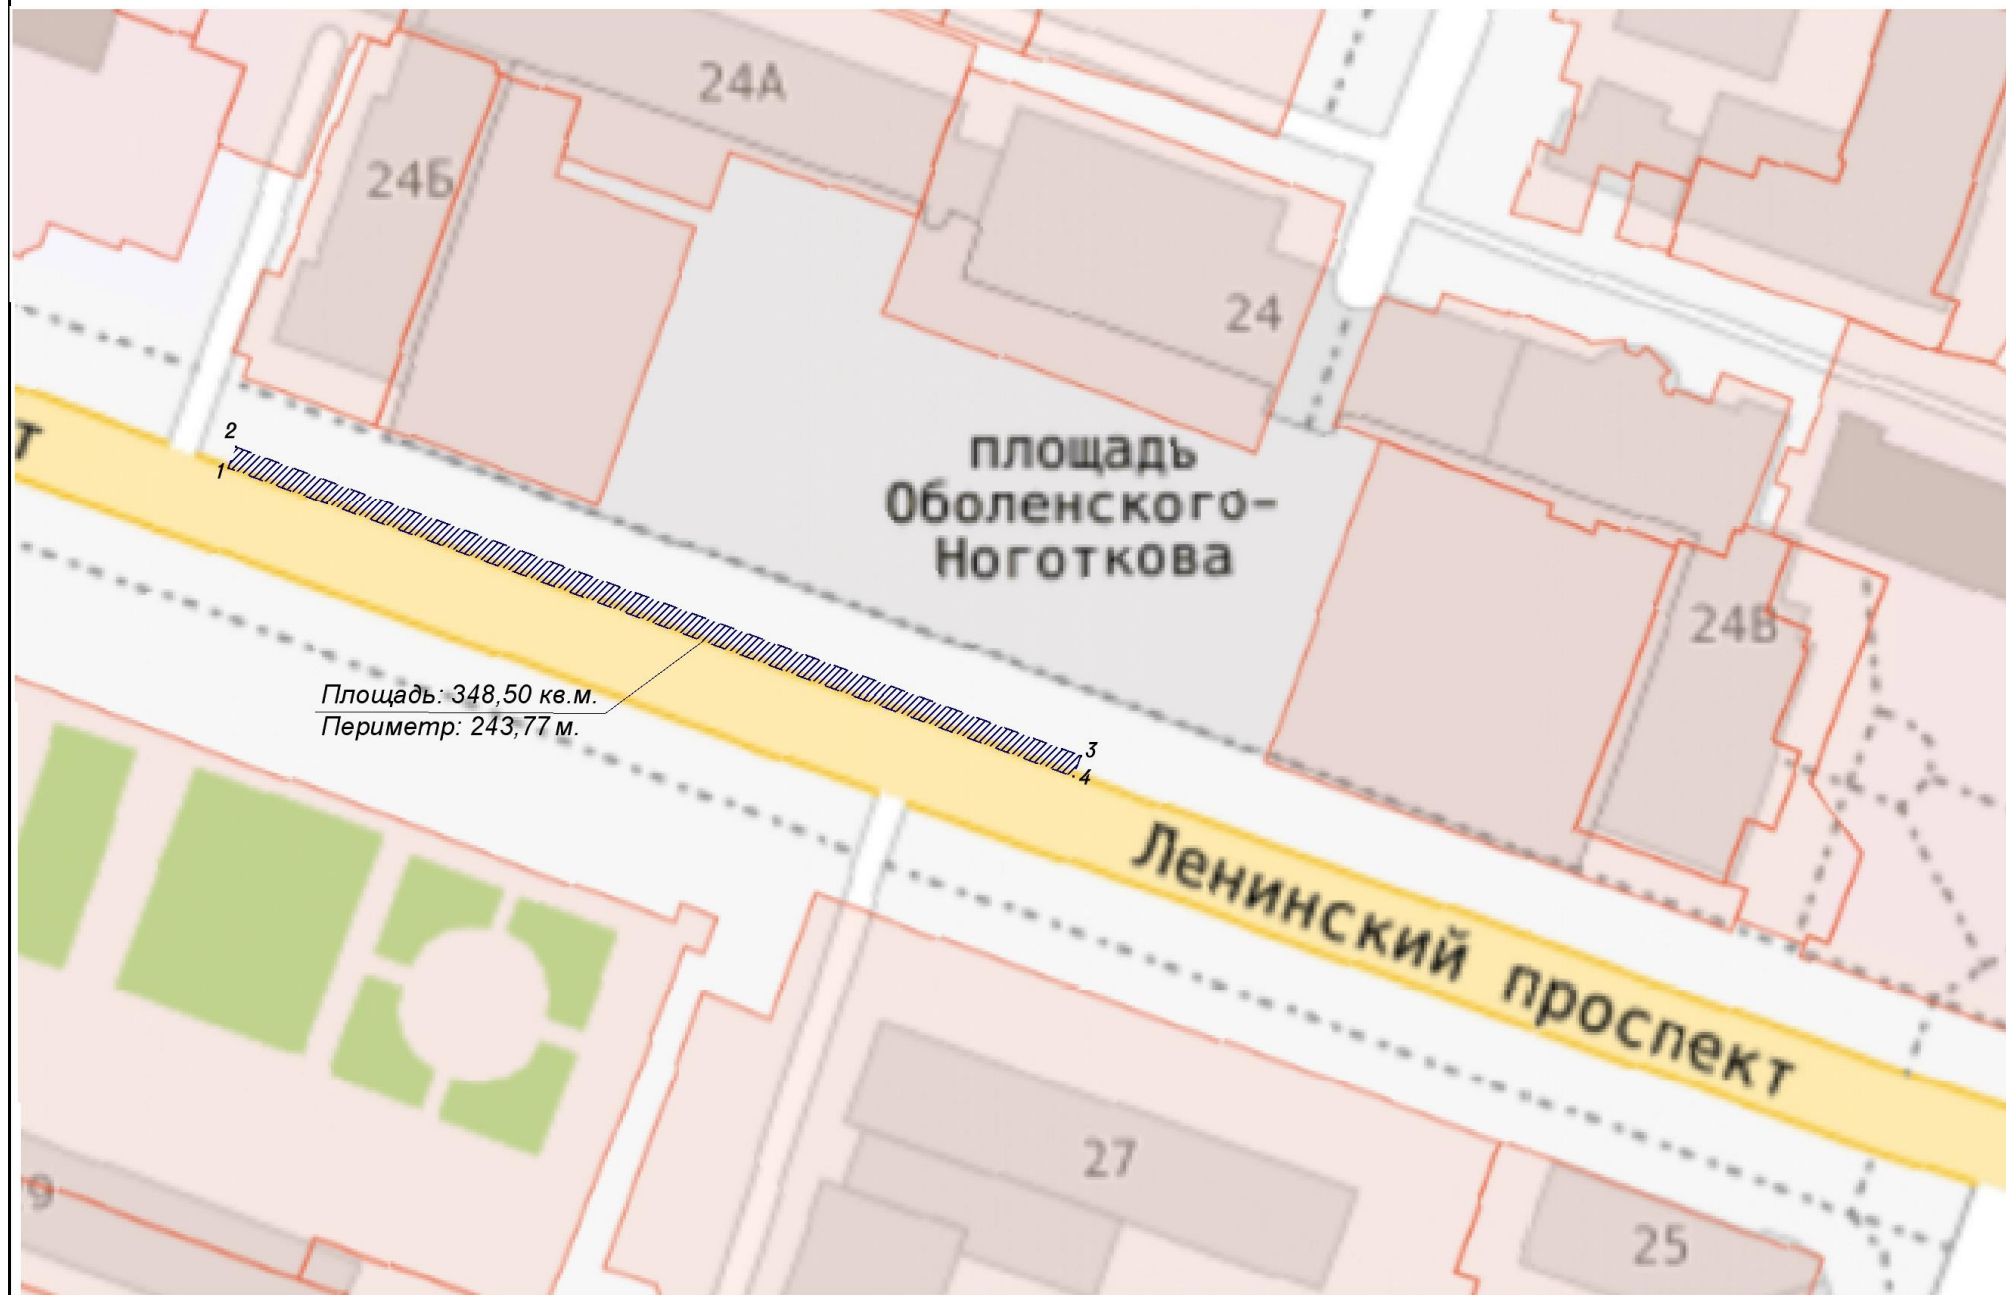 24А
24Б
24
т
2
1
площадь
Оболенского-
Ноготкова
24В
Площадь: 348,50 кв.м.
Периметр: 243,77 м.
3
4
Ленинский проспект
27
9
25